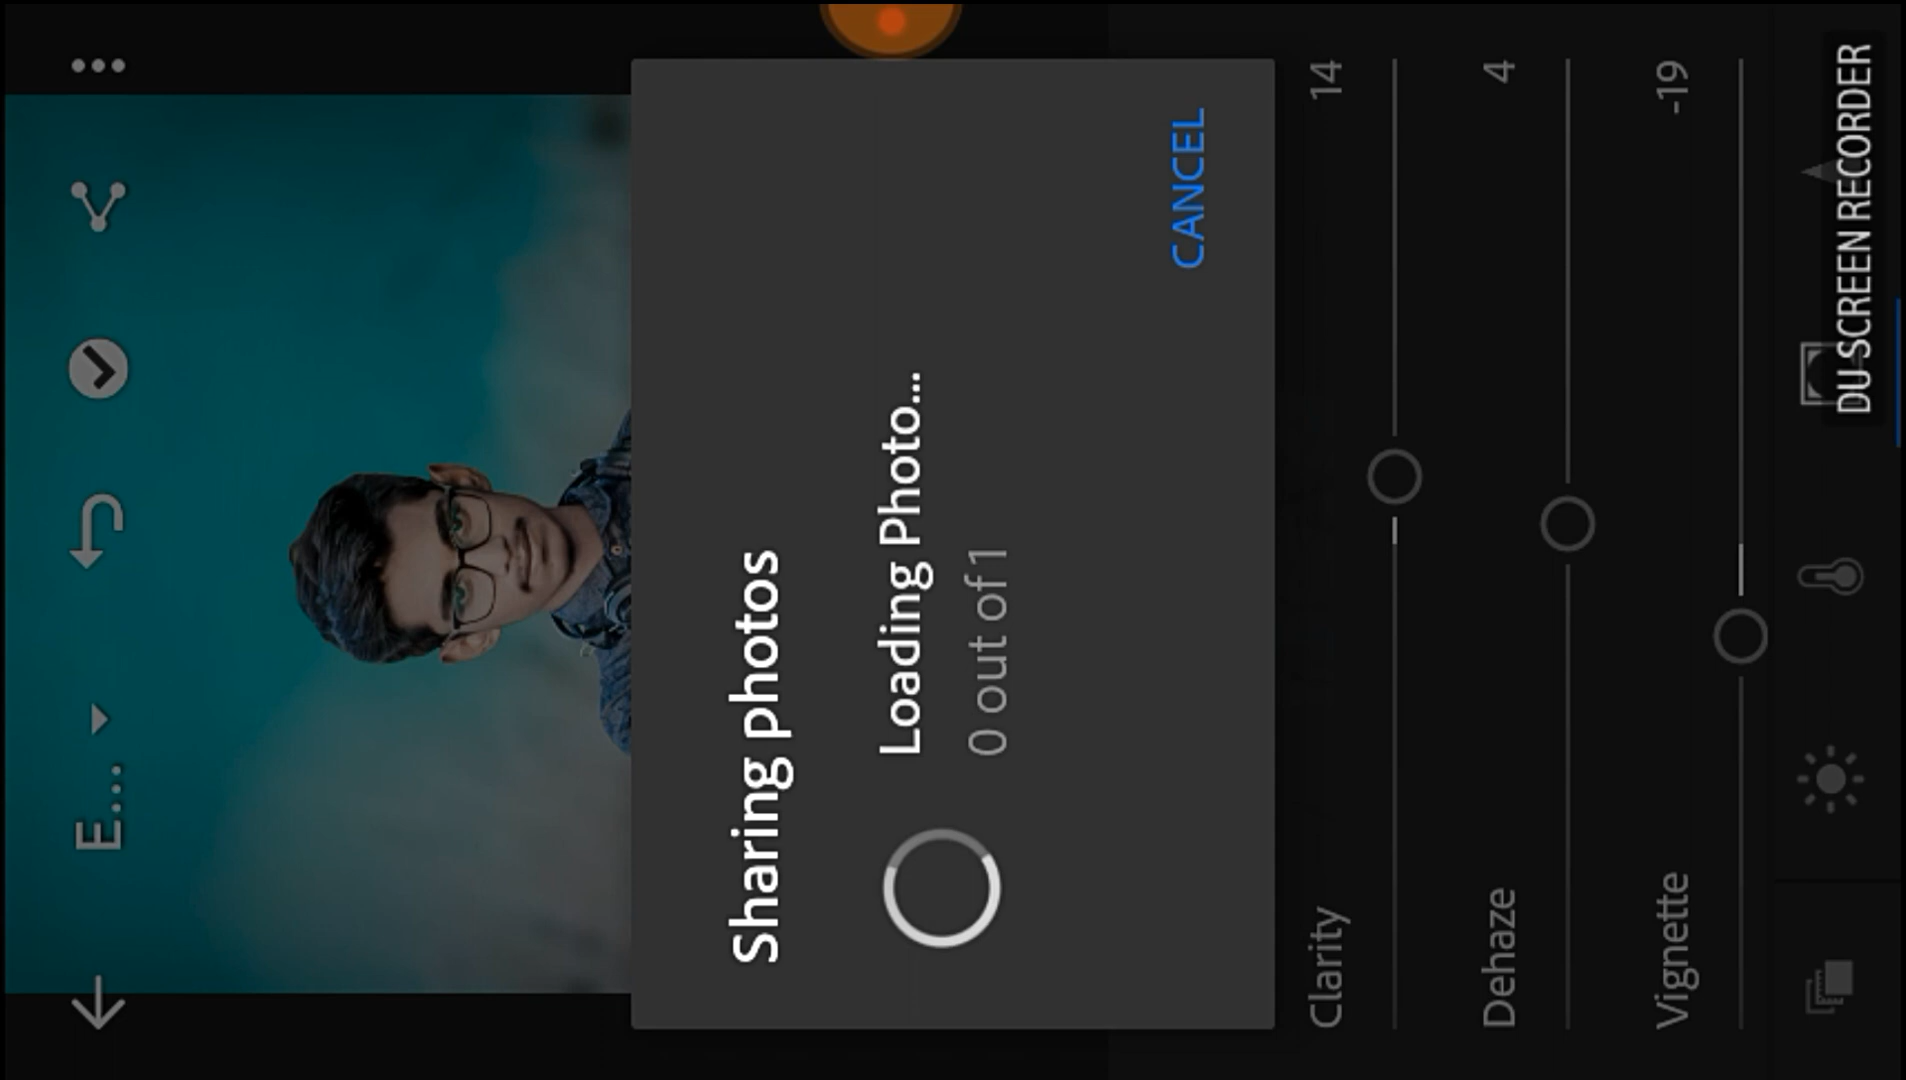 E...
Sharing photos
Loading Photo...
0 out of 1
CANCEL
Clarity 14
Dehaze 4
Vignette -19
DU SCREEN RECORDER